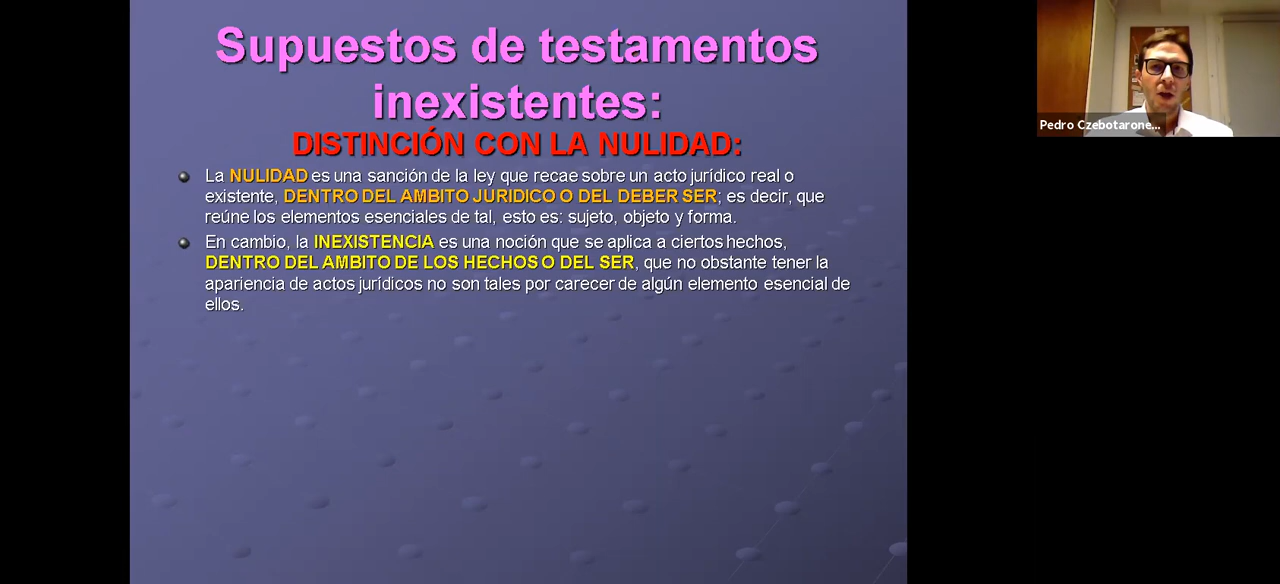 Supuestos de testamentos
inexistentes:
DISTINCIÓN CON LA NULIDAD:
La NULIDAD es una sanción de la ley que recae sobre un acto jurídico real o
existente, DENTRO DEL AMBITO JURIDICO O DEL DEBER SER; es decir, que
reúne los elementos esenciales de tal, esto es: sujeto, objeto y forma.
En cambio, la INEXISTENCIA es una noción que se aplica a ciertos hechos,
DENTRO DEL AMBITO DE LOS HECHOS O DEL SER, que no obstante tener la
apariencia de actos jurídicos no son tales por carecer de algún elemento esencial de
ellos.
Pedro Czebotarone...